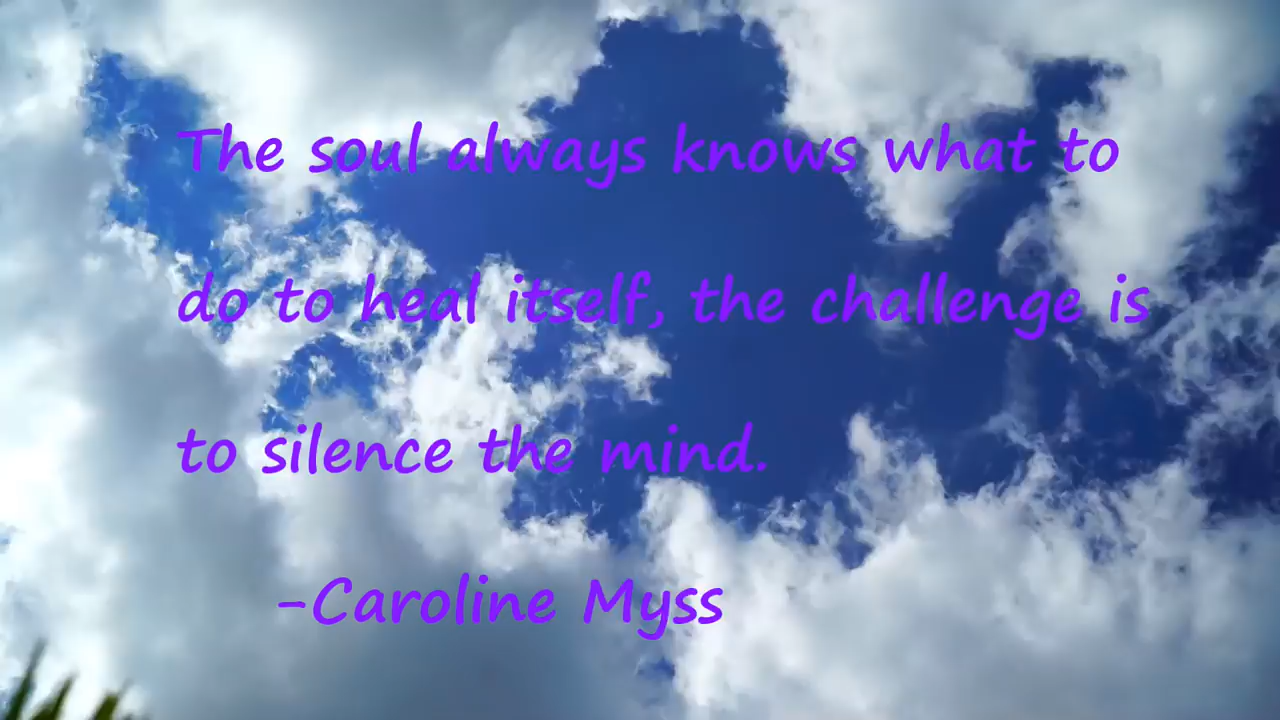 The soul always knows what to
do to heal itself, the challenge is
to silence the mind.
-Caroline Myss